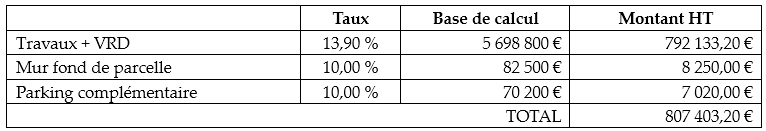 Taux Base de calcul Montant HT
Travaux + VRD 13,90 % 5 698 800 € 792 133,20 €
Mur fond de parcelle 10,00 % 82 500 € 8 250,00 €
Parking complémentaire 10,00 % 70 200 € 7 020,00 €
TOTAL 807 403,20 €